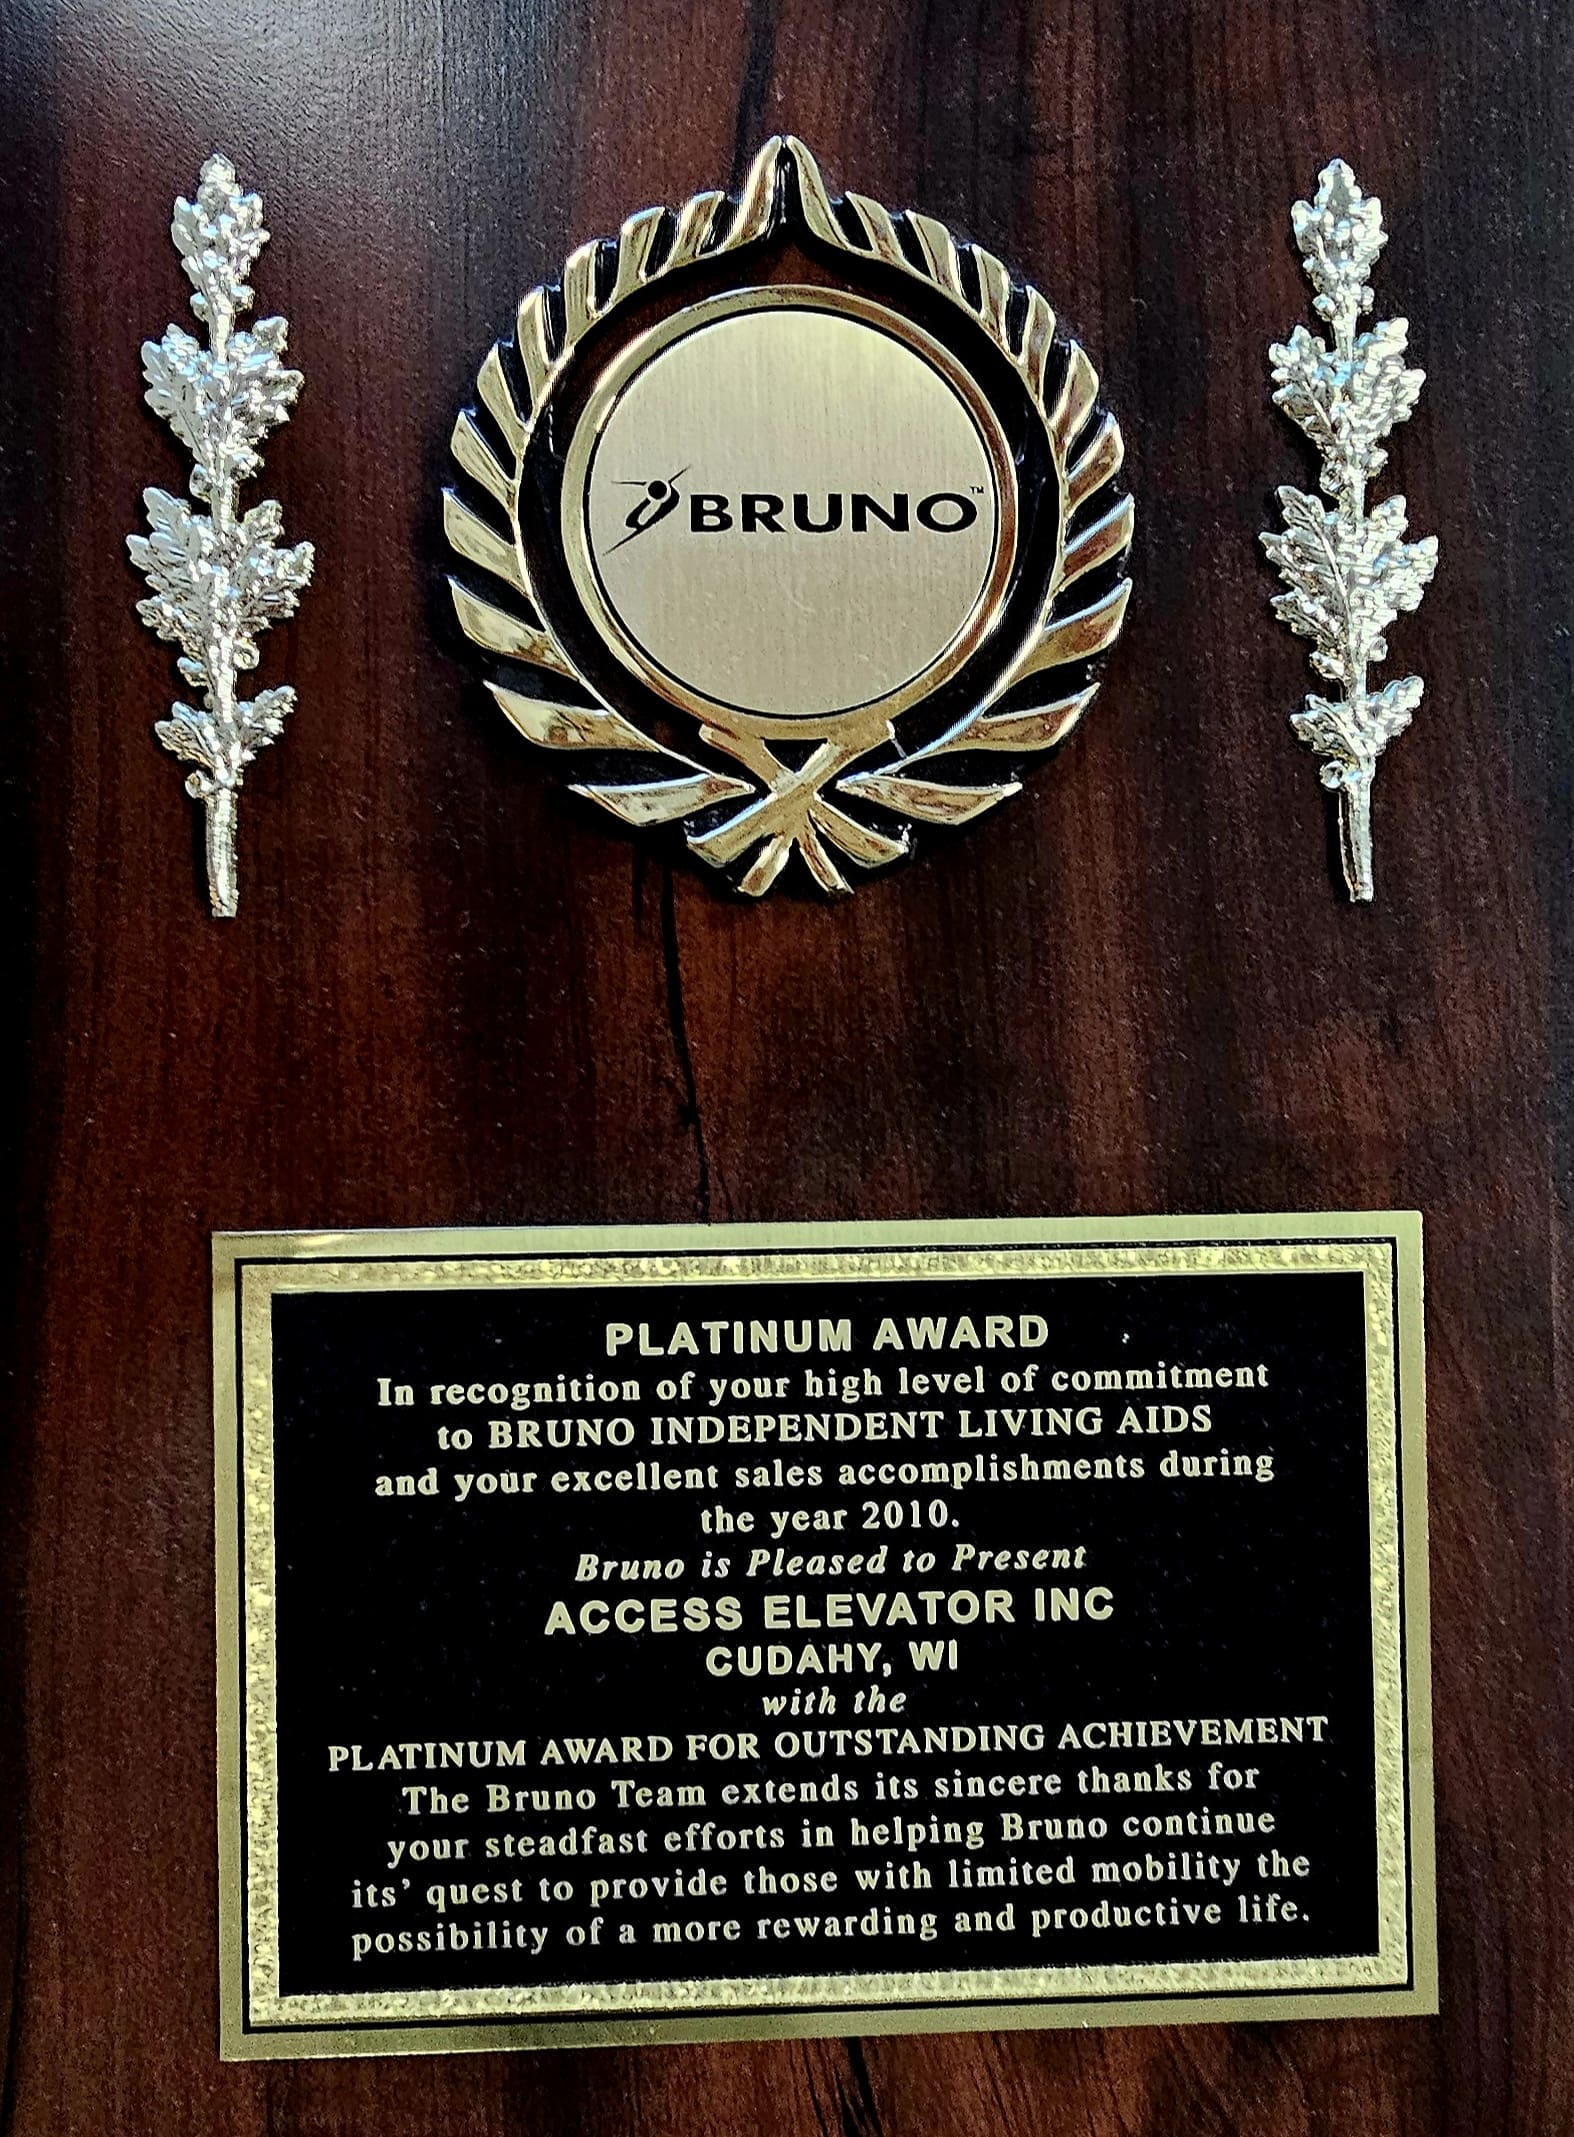 BRUNO™
PLATINUM AWARD
In recognition of your high level of commitment
to BRUNO INDEPENDENT LIVING AIDS
and your excellent sales accomplishments during
the year 2010.
Bruno is Pleased to Present
ACCESS ELEVATOR INC
CUDAHY, WI
with the
PLATINUM AWARD FOR OUTSTANDING ACHIEVEMENT
The Bruno Team extends its sincere thanks for
your steadfast efforts in helping Bruno continue
its’ quest to provide those with limited mobility the
possibility of a more rewarding and productive life.